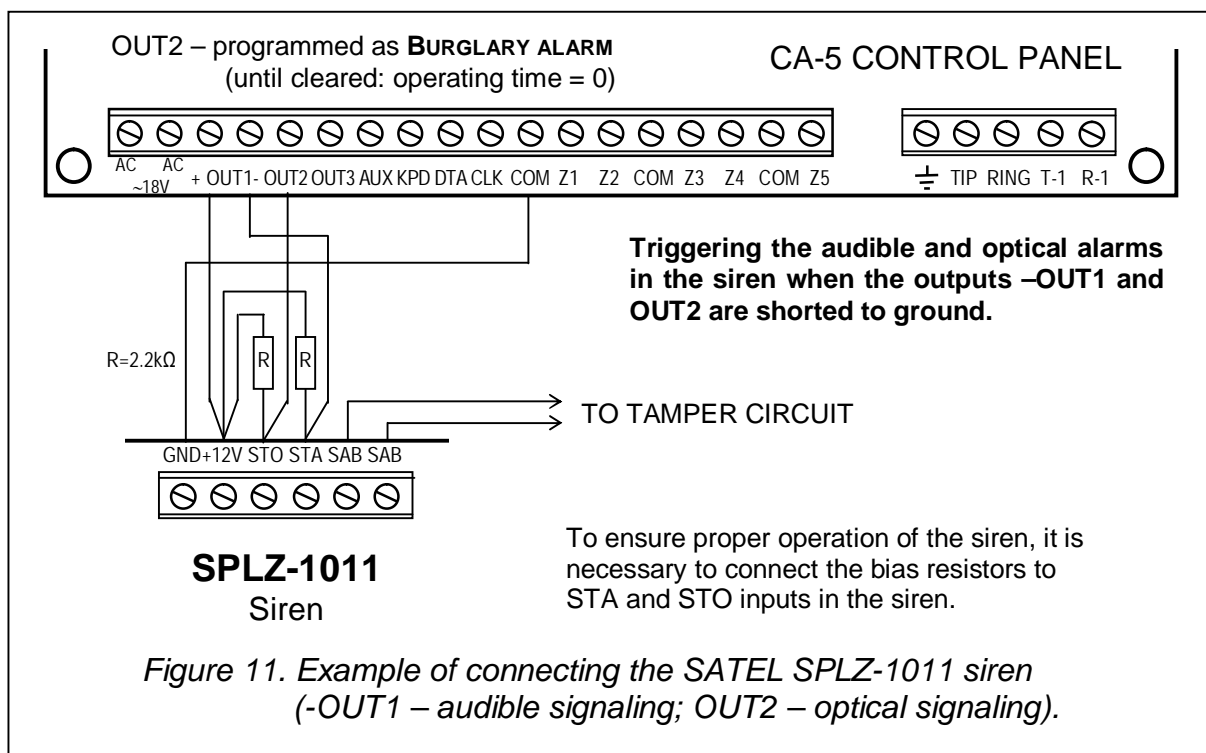 OUT2 – programmed as BURGLARY ALARM
(until cleared: operating time = 0)
CA-5 CONTROL PANEL
AC AC
~18V
+ OUT1- OUT2 OUT3 AUX KPD DTA CLK COM Z1 Z2 COM Z3 Z4 COM Z5
TIP RING T-1 R-1
Triggering the audible and optical alarms
in the siren when the outputs –OUT1 and
OUT2 are shorted to ground.
R=2.2kΩ
R R
TO TAMPER CIRCUIT
GND+12V STO STA SAB SAB
SPLZ-1011
Siren
To ensure proper operation of the siren, it is
necessary to connect the bias resistors to
STA and STO inputs in the siren.
Figure 11. Example of connecting the SATEL SPLZ-1011 siren
(-OUT1 – audible signaling; OUT2 – optical signaling).